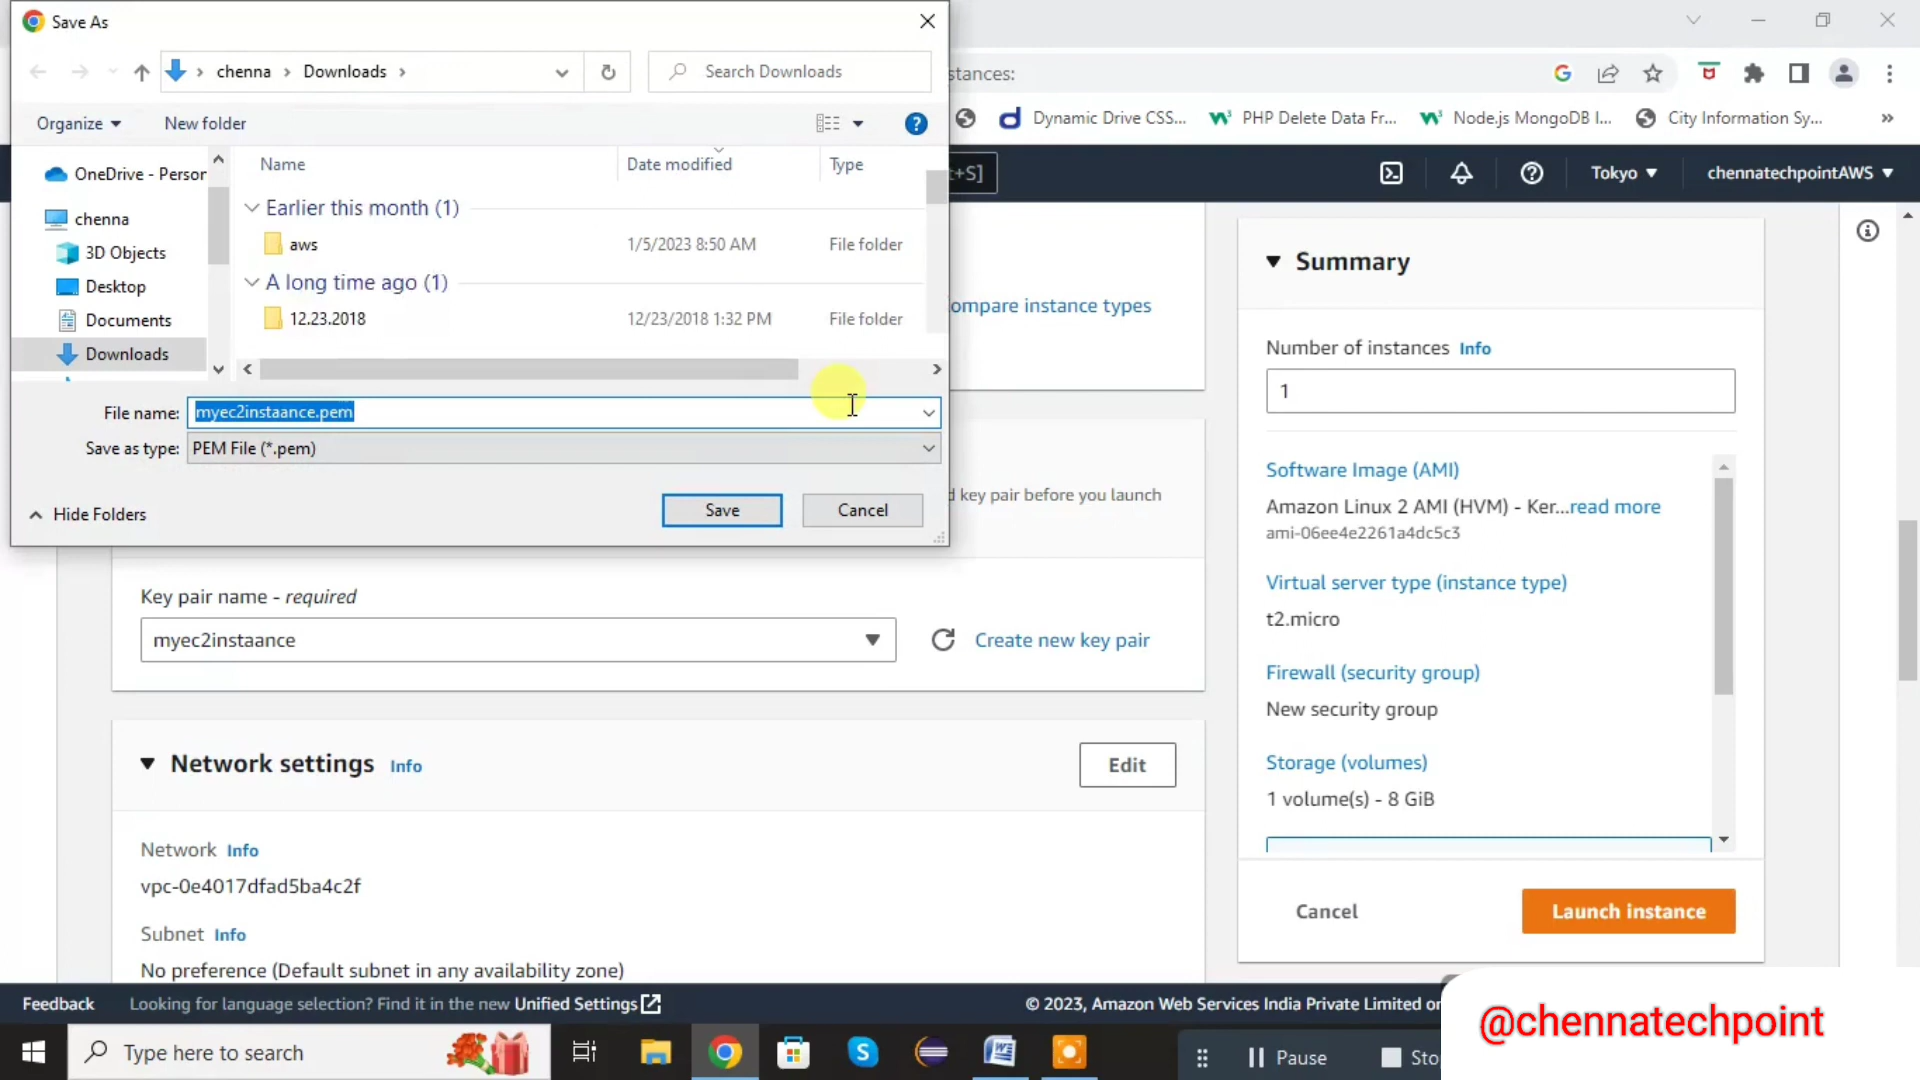 Save As
chenna
Downloads
Search Downloads
Organize
New folder
OneDrive - Person
chenna
3D Objects
Desktop
Documents
Downloads
Name
Date modified
Type
Earlier this month (1)
aws
1/5/2023 8:50 AM
File folder
A long time ago (1)
12.23.2018
12/23/2018 1:32 PM
File folder
File name:
myec2instaance.pem
Save as type:
PEM File (*.pem)
Hide Folders
Save
Cancel
stances:
Dynamic Drive CSS...
PHP Delete Data Fr...
Node.js MongoDB I...
City Information Sy...
»
t+S]
Tokyo
chennatechpointAWS
ompare instance types
d key pair before you launch
Key pair name - required
myec2instaance
Create new key pair
Network settings
Info
Edit
Network Info
vpc-0e4017dfad5ba4c2f
Subnet Info
No preference (Default subnet in any availability zone)
Summary
Number of instances Info
1
Software Image (AMI)
Amazon Linux 2 AMI (HVM) - Ker...read more
ami-06ee4e2261a4dc5c3
Virtual server type (instance type)
t2.micro
Firewall (security group)
New security group
Storage (volumes)
1 volume(s) - 8 GiB
Cancel
Launch instance
Feedback
Looking for language selection? Find it in the new Unified Settings
© 2023, Amazon Web Services India Private Limited or
Type here to search
Pause
Sto
@chennatechpoint